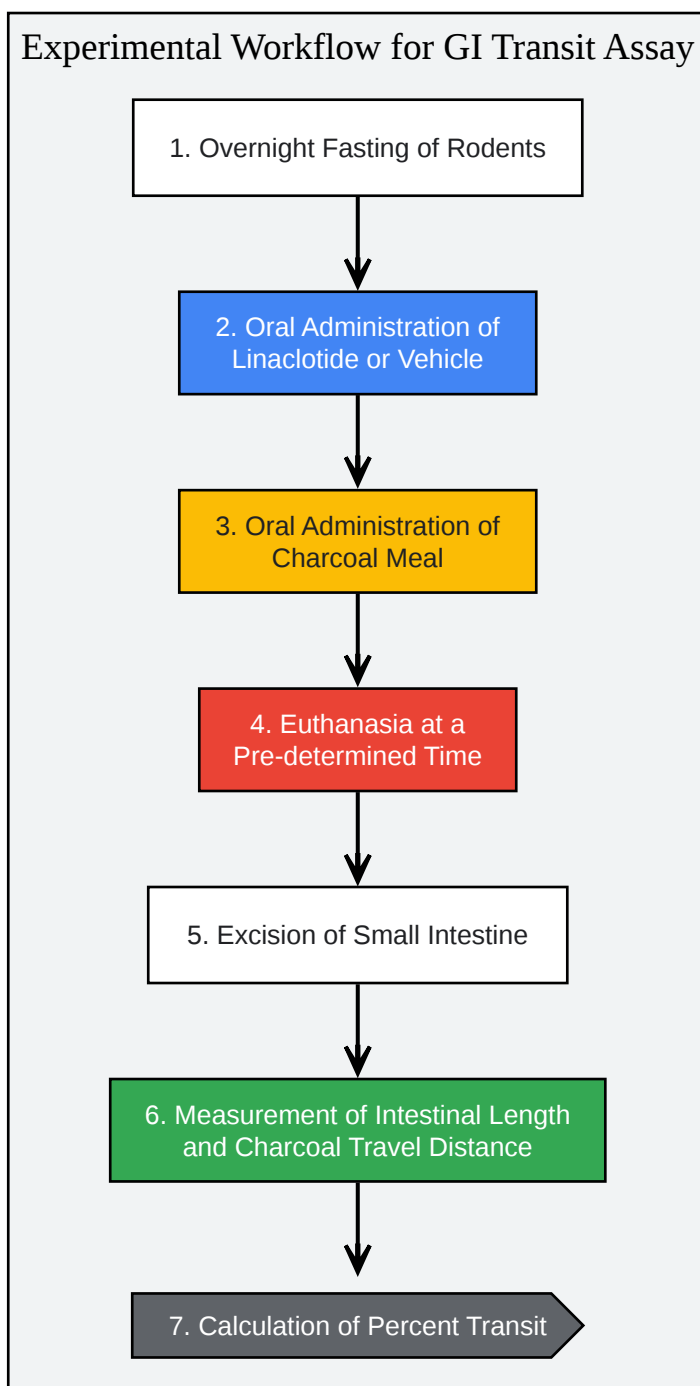 Experimental Workflow for GI Transit Assay
1. Overnight Fasting of Rodents
2. Oral Administration of
Linaclotide or Vehicle
3. Oral Administration of
Charcoal Meal
4. Euthanasia at a
Pre-determined Time
5. Excision of Small Intestine
6. Measurement of Intestinal Length
and Charcoal Travel Distance
7. Calculation of Percent Transit